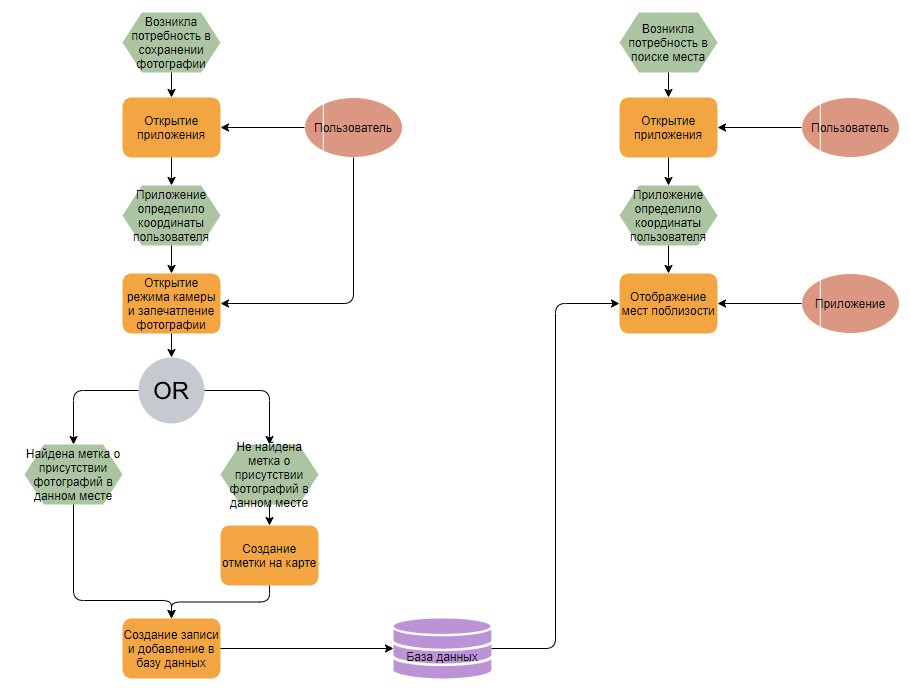 Возникла
потребность в
сохранении
фотографии
Открытие
приложения
Пользователь
Приложение
определило
координаты
пользователя
Открытие
режима камеры
и запечатление
фотографии
OR
Найдена метка о
присутствии
фотографий в
данном месте
Не найдена
метка о
присутствии
фотографий в
данном месте
Создание
отметки на карте
Создание записи
и добавление в
базу данных
База данных
Возникла
потребность в
поиске места
Открытие
приложения
Пользователь
Приложение
определило
координаты
пользователя
Отображение
мест поблизости
Приложение